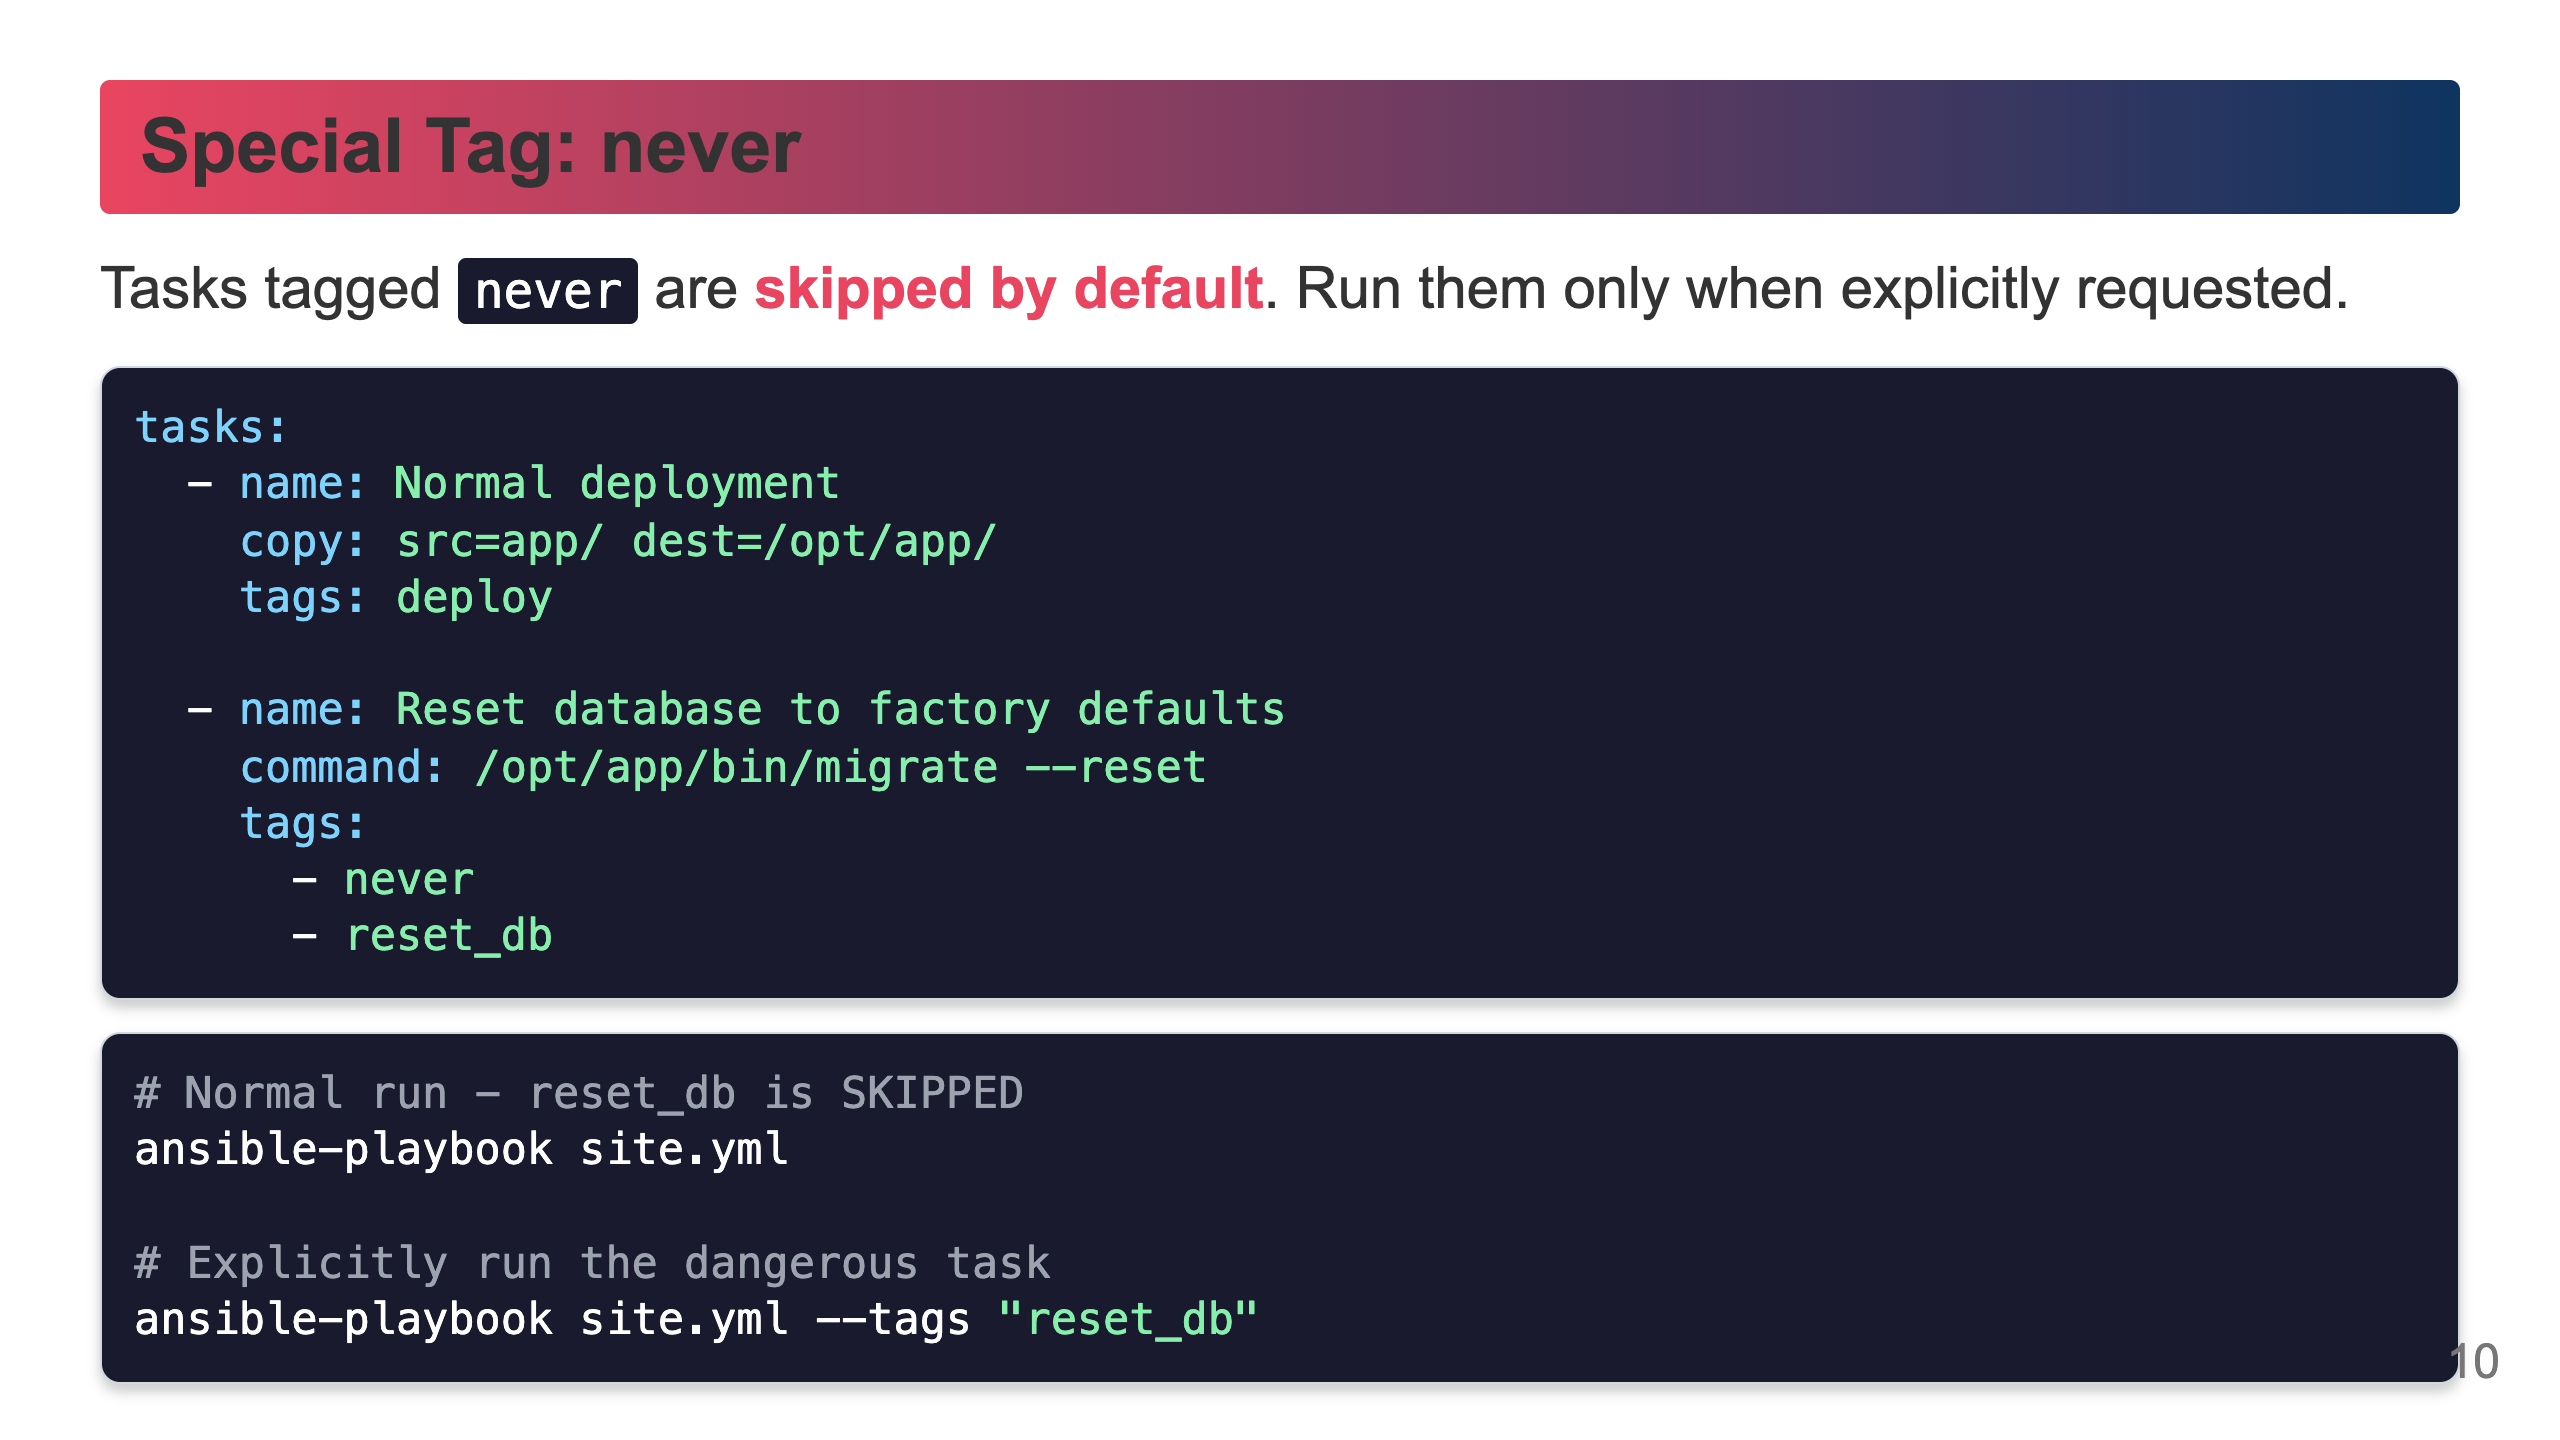 Special Tag: never
Tasks tagged never are skipped by default. Run them only when explicitly requested.
tasks:
  - name: Normal deployment
    copy: src=app/ dest=/opt/app/
    tags: deploy

  - name: Reset database to factory defaults
    command: /opt/app/bin/migrate --reset
    tags:
      - never
      - reset_db
# Normal run - reset_db is SKIPPED
ansible-playbook site.yml

# Explicitly run the dangerous task
ansible-playbook site.yml --tags "reset_db"
10